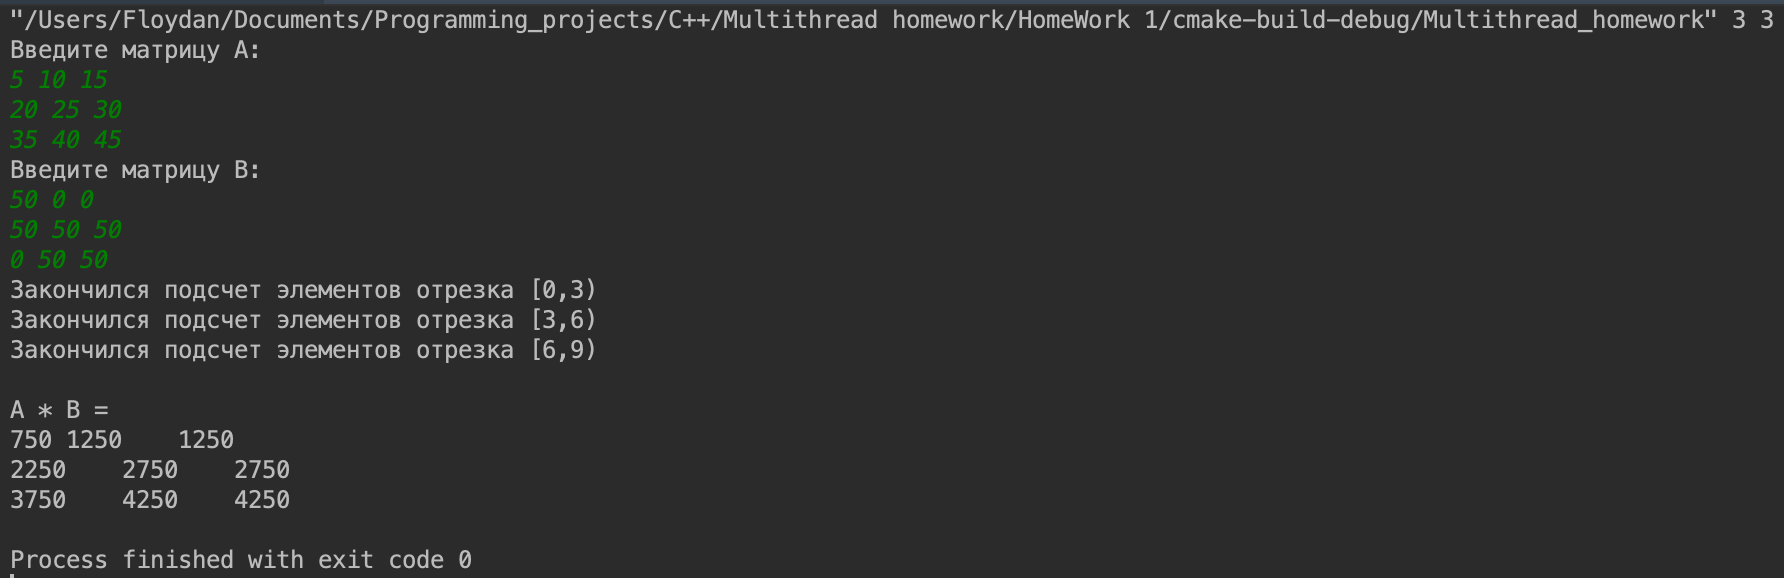 "/Users/Floydan/Documents/Programming_projects/C++/Multithread homework/HomeWork 1/cmake-build-debug/Multithread_homework" 3 3
Введите матрицу A:
5 10 15
20 25 30
35 40 45
Введите матрицу B:
50 0 0
50 50 50
0 50 50
Закончился подсчет элементов отрезка [0,3)
Закончился подсчет элементов отрезка [3,6)
Закончился подсчет элементов отрезка [6,9)
A * B =
750 1250    1250
2250    2750    2750
3750    4250    4250
Process finished with exit code 0